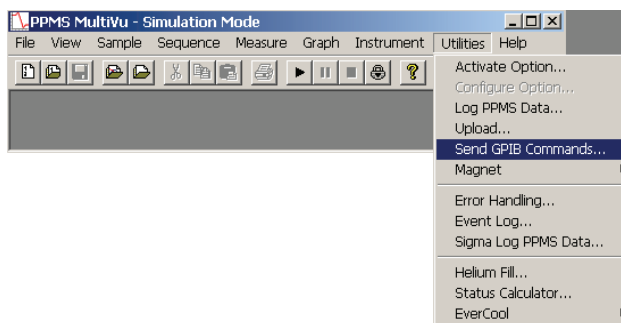 PPMS MultiVu - Simulation Mode
File View Sample Sequence Measure Graph Instrument Utilities Help
Activate Option...
Configure Option...
Log PPMS Data...
Upload...
Send GPIB Commands...
Magnet
Error Handling...
Event Log...
Sigma Log PPMS Data...
Helium Fill...
Status Calculator...
EverCool